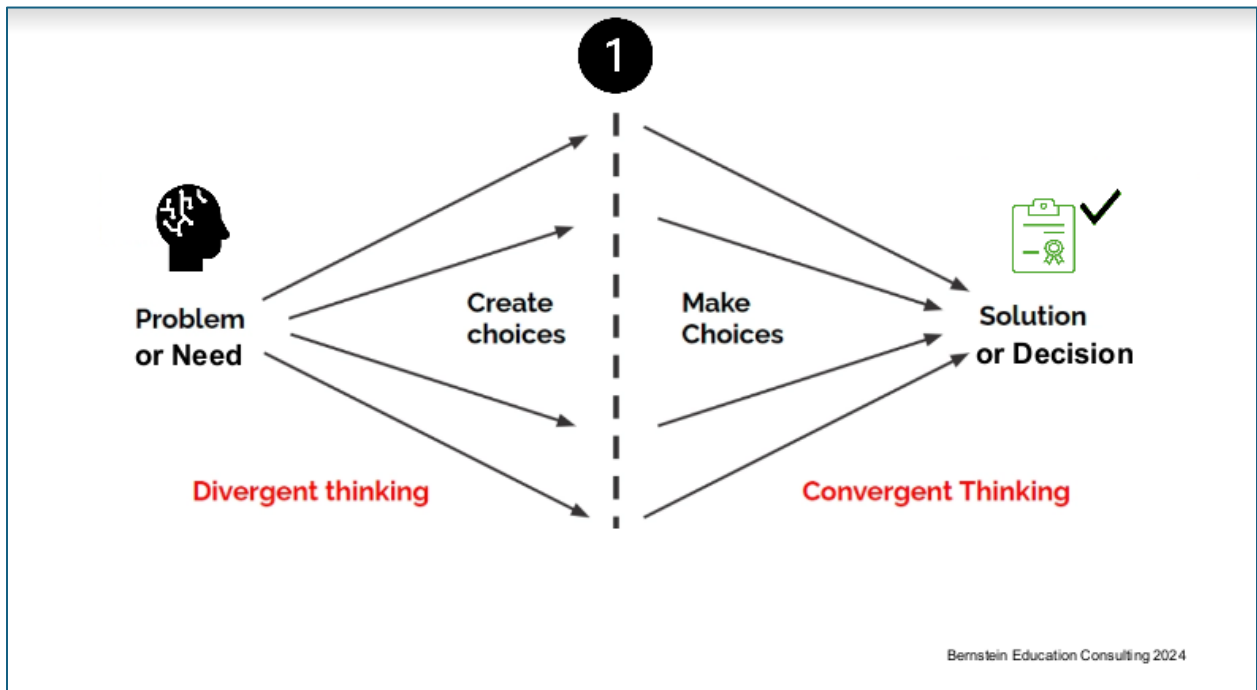 1
Problem
or Need
Create
choices
Make
Choices
Solution
or Decision
Divergent thinking
Convergent Thinking
Bernstein Education Consulting 2024